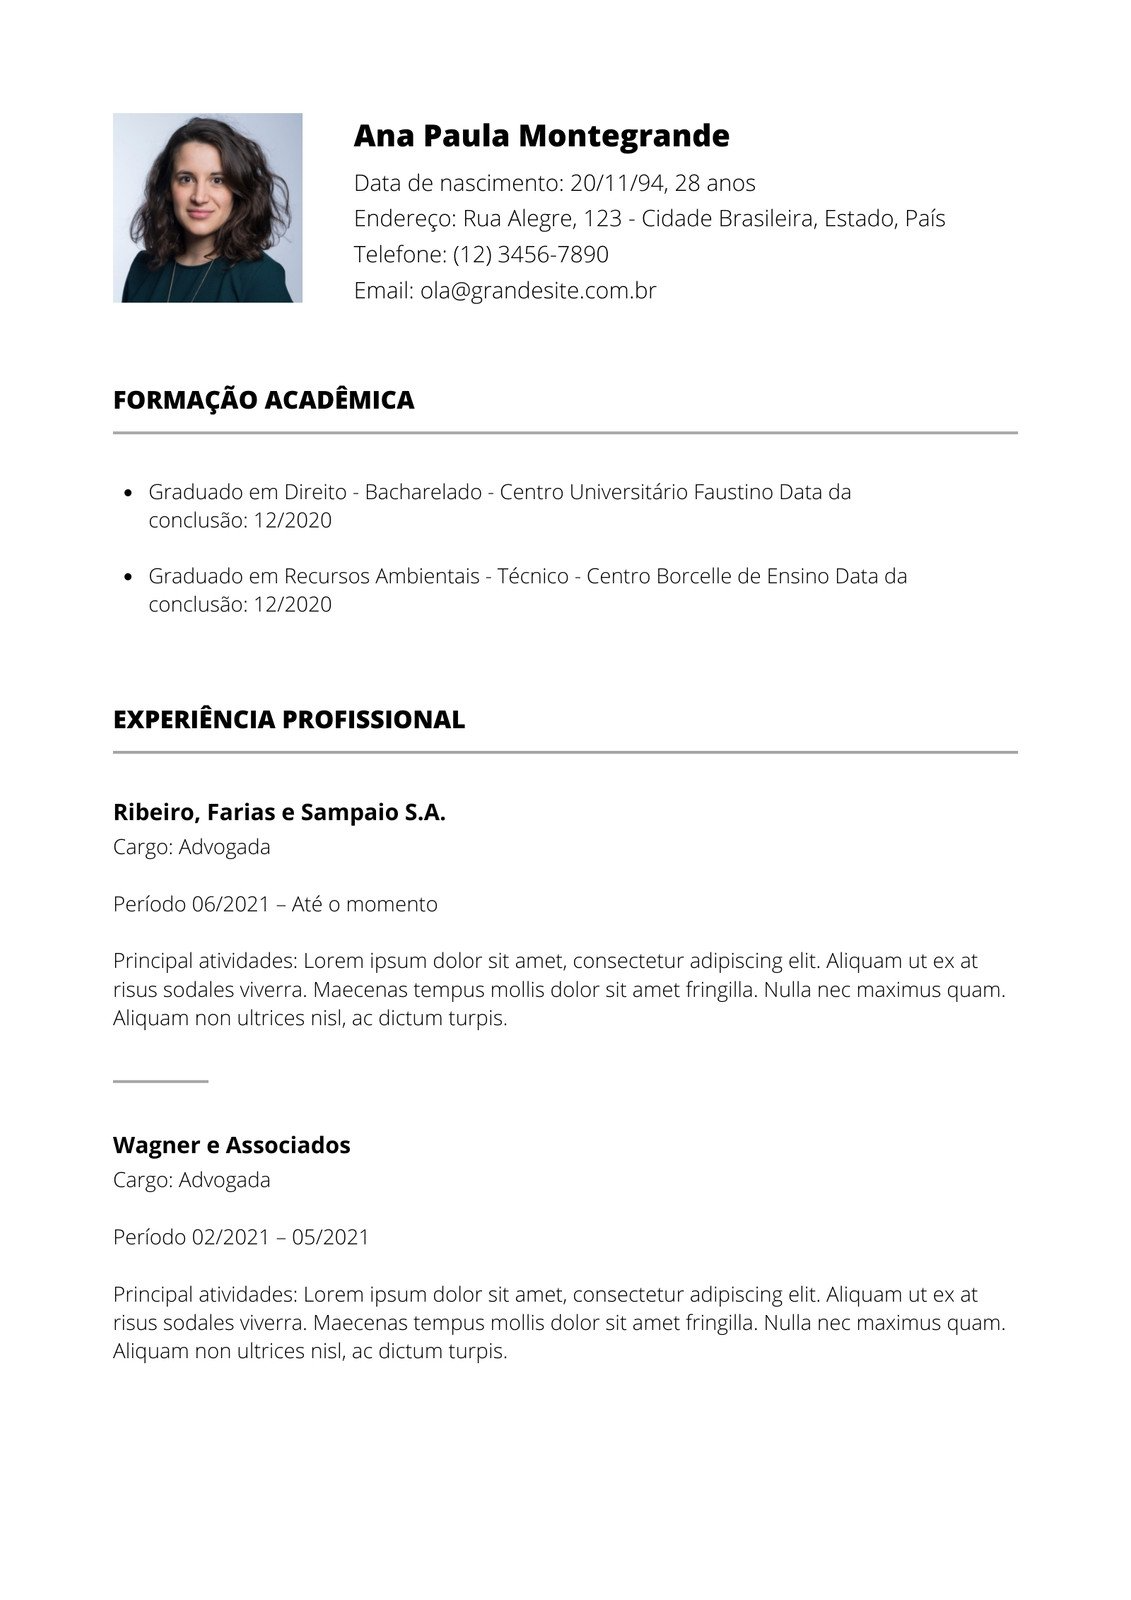 Ana Paula Montegrande
Data de nascimento: 20/11/94, 28 anos
Endereço: Rua Alegre, 123 - Cidade Brasileira, Estado, País
Telefone: (12) 3456-7890
Email: ola@grandesite.com.br
FORMAÇÃO ACADÊMICA
• Graduado em Direito - Bacharelado - Centro Universitário Faustino Data da
conclusão: 12/2020
• Graduado em Recursos Ambientais - Técnico - Centro Borcelle de Ensino Data da
conclusão: 12/2020
EXPERIÊNCIA PROFISSIONAL
Ribeiro, Farias e Sampaio S.A.
Cargo: Advogada
Período 06/2021 – Até o momento
Principal atividades: Lorem ipsum dolor sit amet, consectetur adipiscing elit. Aliquam ut ex at
risus sodales viverra. Maecenas tempus mollis dolor sit amet fringilla. Nulla nec maximus quam.
Aliquam non ultrices nisl, ac dictum turpis.
Wagner e Associados
Cargo: Advogada
Período 02/2021 – 05/2021
Principal atividades: Lorem ipsum dolor sit amet, consectetur adipiscing elit. Aliquam ut ex at
risus sodales viverra. Maecenas tempus mollis dolor sit amet fringilla. Nulla nec maximus quam.
Aliquam non ultrices nisl, ac dictum turpis.